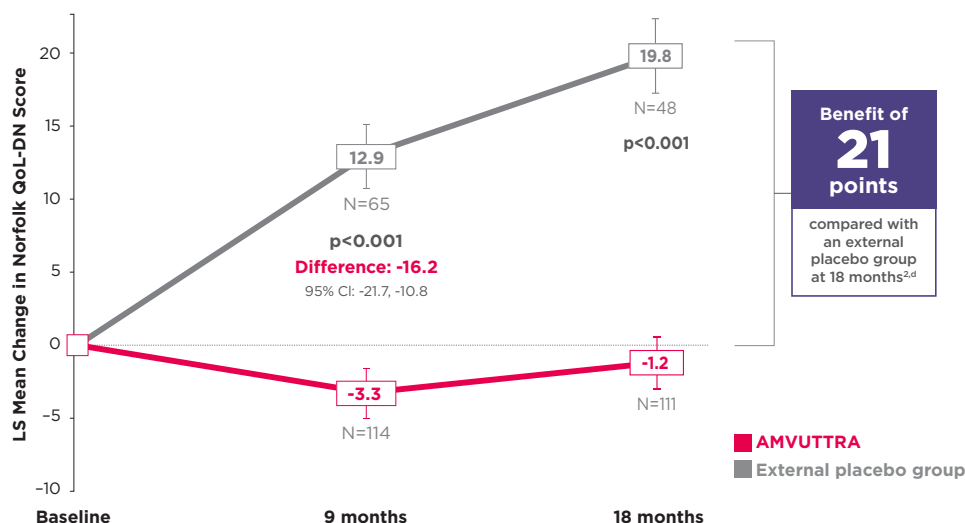 LS Mean Change in Norfolk QoL-DN Score
20
15
10
5
0
−5
−10
12.9
N=65
p<0.001
Difference: -16.2
95% CI: -21.7, -10.8
19.8
N=48
p<0.001
-3.3
N=114
-1.2
N=111
Baseline
9 months
18 months
Benefit of
21
points
compared with
an external
placebo group
at 18 months2,d
AMVUTTRA
External placebo group